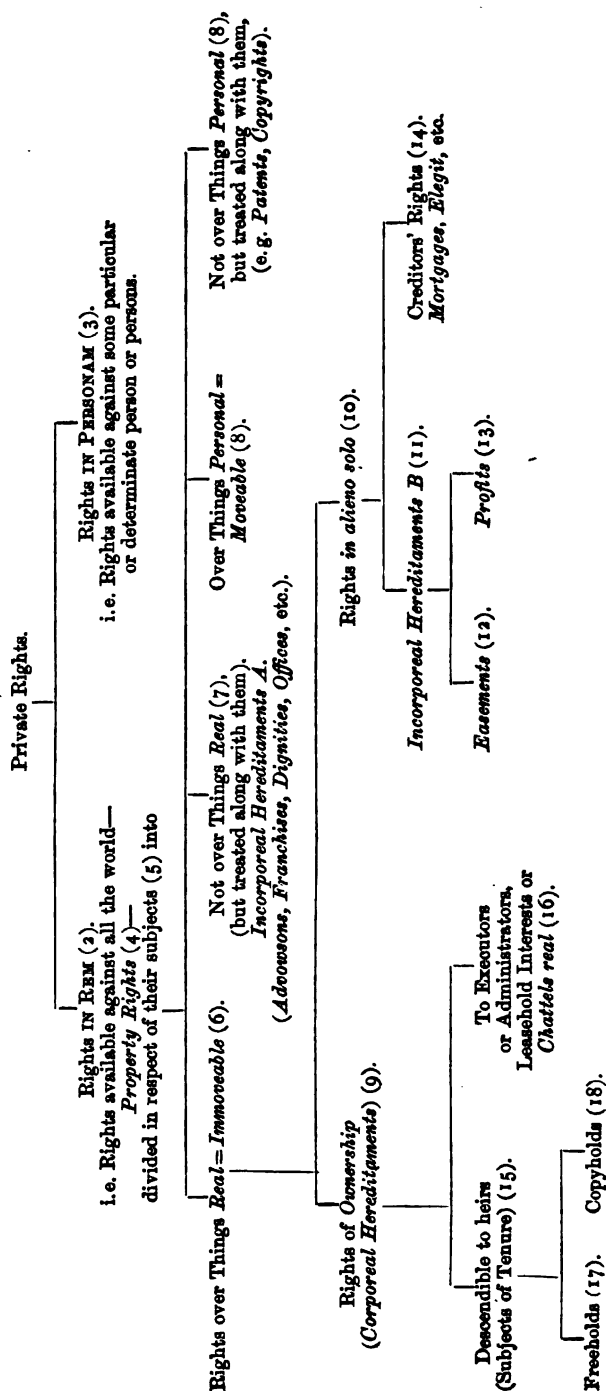 Private Rights.
Rights IN REM (2).
i.e. Rights available against all the world—
Property Rights (4)—
divided in respect of their subjects (5) into
Rights IN PERSONAM (3).
i.e. Rights available against some particular
or determinate person or persons.
Rights over Things Real=Immoveable (6).
Not over Things Real (7).
(but treated along with them).
Incorporeal Hereditaments A.
(Advowsons, Franchises, Dignities, Offices, etc.).
Over Things Personal=
Moveable (8).
Not over Things Personal (8),
but treated along with them,
(e.g. Patents, Copyrights).
Rights of Ownership
(Corporeal Hereditaments) (9).
Rights in alieno solo (10).
Descendible to heirs
(Subjects of Tenure) (15).
To Executors
or Administrators,
Leasehold Interests or
Chattels real (16).
Incorporeal Hereditaments B (11).
Creditors' Rights (14).
Mortgages, Elegit, etc.
Freeholds (17).
Copyholds (18).
Easements (12).
Profits (13).